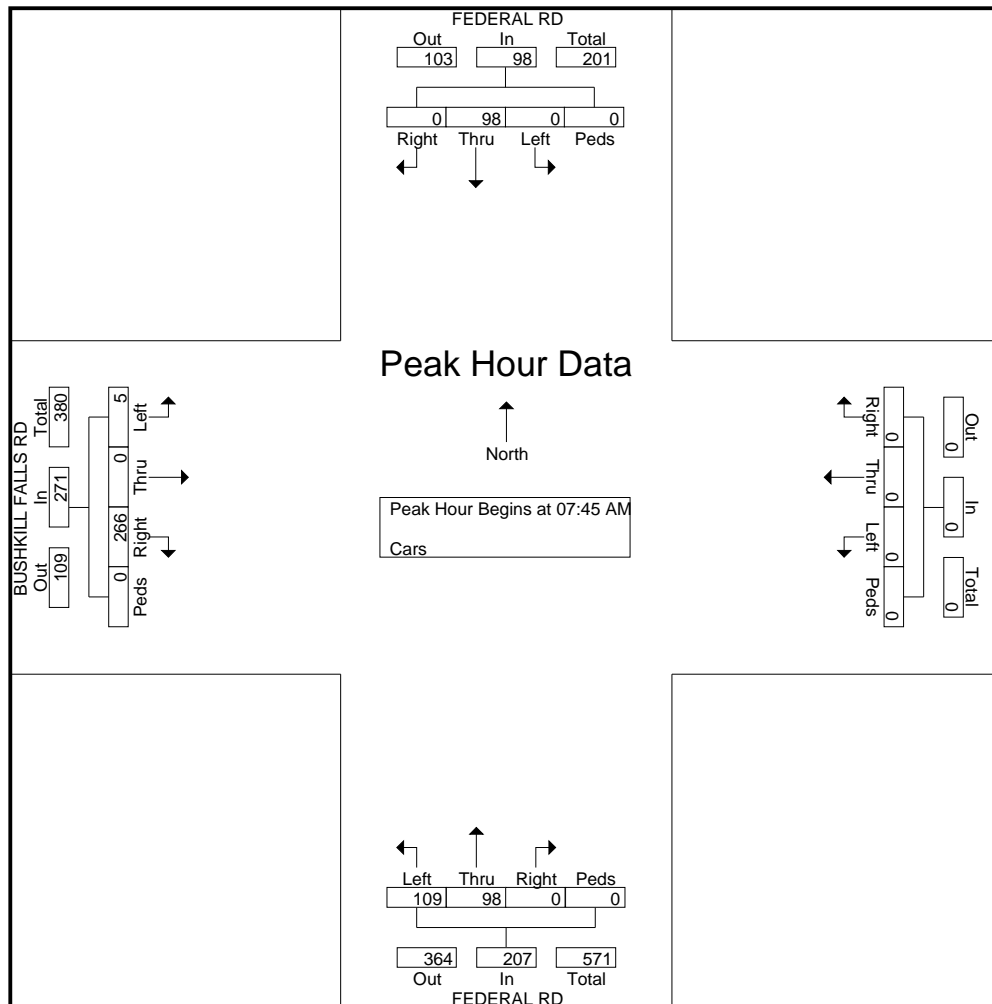 FEDERAL RD
Out In Total
103 98 201
0 98 0 0
Right Thru Left Peds
Peak Hour Data
North
Peak Hour Begins at 07:45 AM
Cars
BUSHKILL FALLS RD
Out In Total
109 271 380
Left Thru Right Peds
5 0 266 0
Right Thru Left Peds
0 0 0 0
Out In Total
0 0 0
Left Thru Right Peds
109 98 0 0
364 207 571
Out In Total
FEDERAL RD